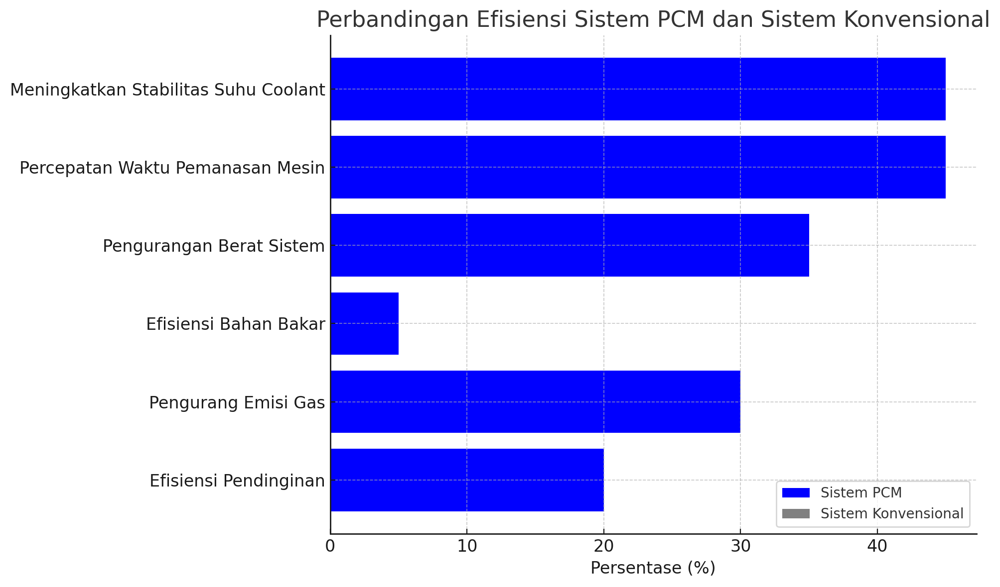 Perbandingan Efisiensi Sistem PCM dan Sistem Konvensional
Meningkatkan Stabilitas Suhu Coolant
Percepatan Waktu Pemanasan Mesin
Pengurangan Berat Sistem
Efisiensi Bahan Bakar
Pengurang Emisi Gas
Efisiensi Pendinginan
Sistem PCM
Sistem Konvensional
0 10 20 30 40
Persentase (%)